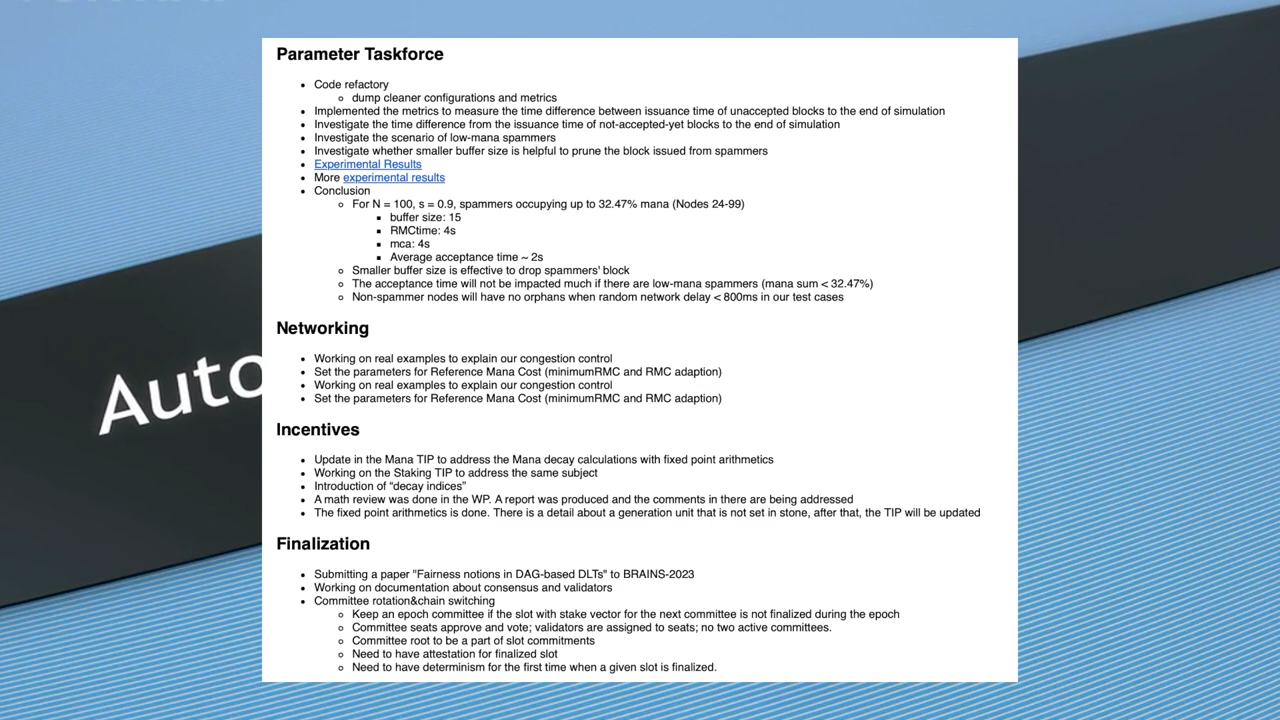 Parameter Taskforce
• Code refactory
◦ dump cleaner configurations and metrics
• Implemented the metrics to measure the time difference between issuance time of unaccepted blocks to the end of simulation
• Investigate the time difference from the issuance time of not-accepted-yet blocks to the end of simulation
• Investigate the scenario of low-mana spammers
• Investigate whether smaller buffer size is helpful to prune the block issued from spammers
• Experimental Results
• More experimental results
• Conclusion
◦ For N = 100, s = 0.9, spammers occupying up to 32.47% mana (Nodes 24-99)
▪ buffer size: 15
▪ RMCtime: 4s
▪ mca: 4s
▪ Average acceptance time ~ 2s
◦ Smaller buffer size is effective to drop spammers' block
◦ The acceptance time will not be impacted much if there are low-mana spammers (mana sum < 32.47%)
◦ Non-spammer nodes will have no orphans when random network delay < 800ms in our test cases
Networking
• Working on real examples to explain our congestion control
• Set the parameters for Reference Mana Cost (minimumRMC and RMC adaption)
• Working on real examples to explain our congestion control
• Set the parameters for Reference Mana Cost (minimumRMC and RMC adaption)
Auto
Incentives
• Update in the Mana TIP to address the Mana decay calculations with fixed point arithmetics
• Working on the Staking TIP to address the same subject
• Introduction of “decay indices”
• A math review was done in the WP. A report was produced and the comments in there are being addressed
• The fixed point arithmetics is done. There is a detail about a generation unit that is not set in stone, after that, the TIP will be updated
Finalization
• Submitting a paper "Fairness notions in DAG-based DLTs" to BRAINS-2023
• Working on documentation about consensus and validators
• Committee rotation&chain switching
◦ Keep an epoch committee if the slot with stake vector for the next committee is not finalized during the epoch
◦ Committee seats approve and vote; validators are assigned to seats; no two active committees.
◦ Committee root to be a part of slot commitments
◦ Need to have attestation for finalized slot
◦ Need to have determinism for the first time when a given slot is finalized.